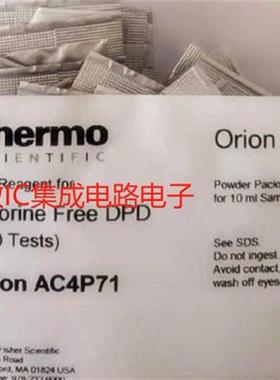 hermo
SCIENTIFIC
Orion
Reagent for
Powder Packs
for 10 ml Sam
orine Free DPD
Tests)
IC集成电路电子
See SDS.
Do not ingest.
Avoid contact,
wash off eyes
on AC4P71
Fisher Scientific
Road
ord, MA 01824 USA